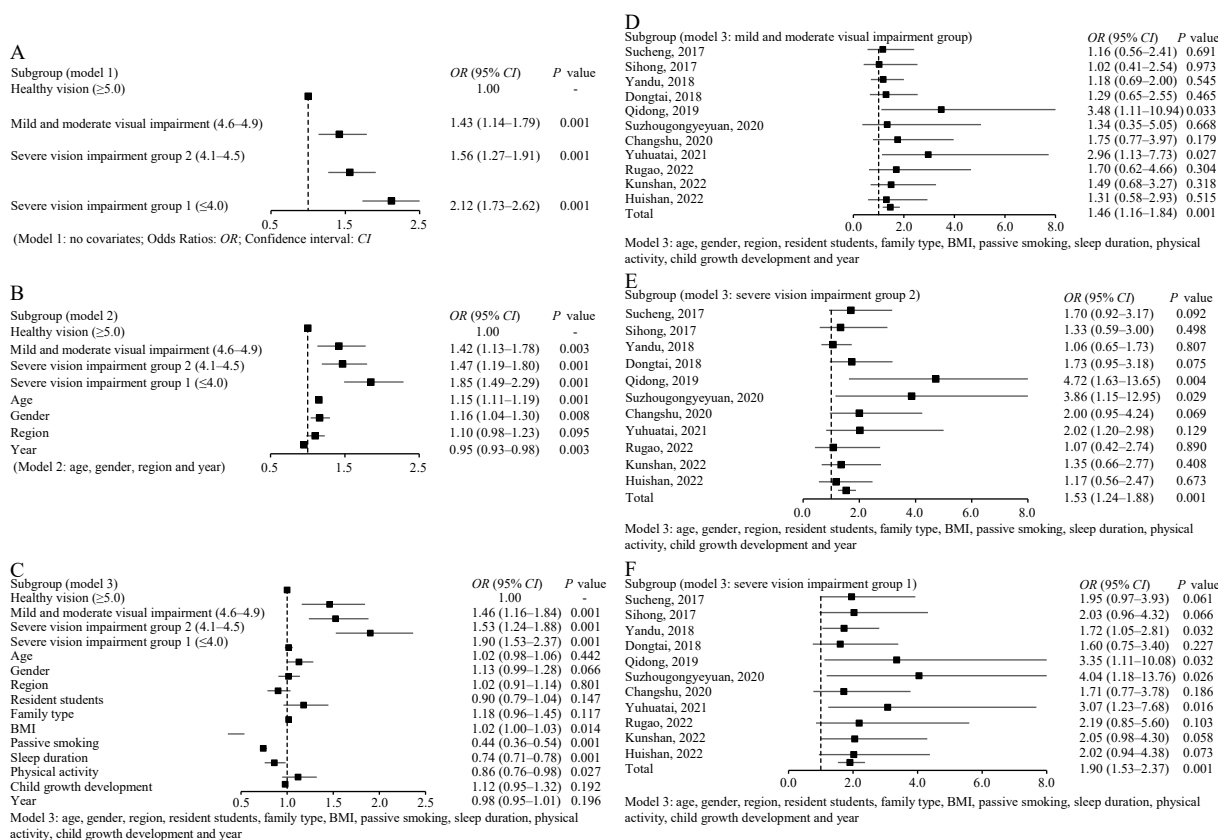 A
Subgroup (model 1) OR (95% CI) P value
Healthy vision (≥5.0) 1.00 -
Mild and moderate visual impairment (4.6–4.9) 1.43 (1.14–1.79) 0.001
Severe vision impairment group 2 (4.1–4.5) 1.56 (1.27–1.91) 0.001
Severe vision impairment group 1 (≤4.0) 2.12 (1.73–2.62) 0.001
0.5 1.5 2.5
(Model 1: no covariates; Odds Ratios: OR; Confidence interval: CI
B
Subgroup (model 2) OR (95% CI) P value
Healthy vision (≥5.0) 1.00 -
Mild and moderate visual impairment (4.6–4.9) 1.42 (1.13–1.78) 0.003
Severe vision impairment group 2 (4.1–4.5) 1.47 (1.19–1.80) 0.001
Severe vision impairment group 1 (≤4.0) 1.85 (1.49–2.29) 0.001
Age 1.15 (1.11–1.19) 0.001
Gender 1.16 (1.04–1.30) 0.008
Region 1.10 (0.98–1.23) 0.095
Year 0.95 (0.93–0.98) 0.003
0.5 1.5 2.5
(Model 2: age, gender, region and year)
C
Subgroup (model 3) OR (95% CI) P value
Healthy vision (≥5.0) 1.00 -
Mild and moderate visual impairment (4.6–4.9) 1.46 (1.16–1.84) 0.001
Severe vision impairment group 2 (4.1–4.5) 1.53 (1.24–1.88) 0.001
Severe vision impairment group 1 (≤4.0) 1.90 (1.53–2.37) 0.001
Age 1.02 (0.98–1.06) 0.442
Gender 1.13 (0.99–1.28) 0.066
Region 1.02 (0.91–1.14) 0.801
Resident students 0.90 (0.79–1.04) 0.147
Family type 1.18 (0.96–1.45) 0.117
BMI 1.02 (1.00–1.03) 0.014
Passive smoking 0.44 (0.36–0.54) 0.001
Sleep duration 0.74 (0.71–0.78) 0.001
Physical activity 0.86 (0.76–0.98) 0.027
Child growth development 1.12 (0.95–1.32) 0.192
Year 0.98 (0.95–1.01) 0.196
0.5 1.0 1.5 2.0 2.5
Model 3: age, gender, region, resident students, family type, BMI, passive smoking, sleep duration, physical
activity, child growth development and year
D
Subgroup (model 3: mild and moderate visual impairment group) OR (95% CI) P value
Sucheng, 2017 1.16 (0.56–2.41) 0.691
Sihong, 2017 1.02 (0.41–2.54) 0.973
Yandu, 2018 1.18 (0.69–2.00) 0.545
Dongtai, 2018 1.29 (0.65–2.55) 0.465
Qidong, 2019 3.48 (1.11–10.94) 0.033
Suzhougongyeyuan, 2020 1.34 (0.35–5.05) 0.668
Changshu, 2020 1.75 (0.77–3.97) 0.179
Yuhuatai, 2021 2.96 (1.13–7.73) 0.027
Rugao, 2022 1.70 (0.62–4.66) 0.304
Kunshan, 2022 1.49 (0.68–3.27) 0.318
Huishan, 2022 1.31 (0.58–2.93) 0.515
Total 1.46 (1.16–1.84) 0.001
0.0 2.0 4.0 6.0 8.0
Model 3: age, gender, region, resident students, family type, BMI, passive smoking, sleep duration, physical
activity, child growth development and year
E
Subgroup (model 3: severe vision impairment group 2) OR (95% CI) P value
Sucheng, 2017 1.70 (0.92–3.17) 0.092
Sihong, 2017 1.33 (0.59–3.00) 0.498
Yandu, 2018 1.06 (0.65–1.73) 0.807
Dongtai, 2018 1.73 (0.95–3.18) 0.075
Qidong, 2019 4.72 (1.63–13.65) 0.004
Suzhougongyeyuan, 2020 3.86 (1.15–12.95) 0.029
Changshu, 2020 2.00 (0.95–4.24) 0.069
Yuhuatai, 2021 2.02 (1.20–2.98) 0.129
Rugao, 2022 1.07 (0.42–2.74) 0.890
Kunshan, 2022 1.35 (0.66–2.77) 0.408
Huishan, 2022 1.17 (0.56–2.47) 0.673
Total 1.53 (1.24–1.88) 0.001
0.0 2.0 4.0 6.0 8.0
Model 3: age, gender, region, resident students, family type, BMI, passive smoking, sleep duration, physical
activity, child growth development and year
F
Subgroup (model 3: severe vision impairment group 1) OR (95% CI) P value
Sucheng, 2017 1.95 (0.97–3.93) 0.061
Sihong, 2017 2.03 (0.96–4.32) 0.066
Yandu, 2018 1.72 (1.05–2.81) 0.032
Dongtai, 2018 1.60 (0.75–3.40) 0.227
Qidong, 2019 3.35 (1.11–10.08) 0.032
Suzhougongyeyuan, 2020 4.04 (1.18–13.76) 0.026
Changshu, 2020 1.71 (0.77–3.78) 0.186
Yuhuatai, 2021 3.07 (1.23–7.68) 0.016
Rugao, 2022 2.19 (0.85–5.60) 0.103
Kunshan, 2022 2.05 (0.98–4.30) 0.058
Huishan, 2022 2.02 (0.94–4.38) 0.073
Total 1.90 (1.53–2.37) 0.001
0.0 2.0 4.0 6.0 8.0
Model 3: age, gender, region, resident students, family type, BMI, passive smoking, sleep duration, physical
activity, child growth development and year